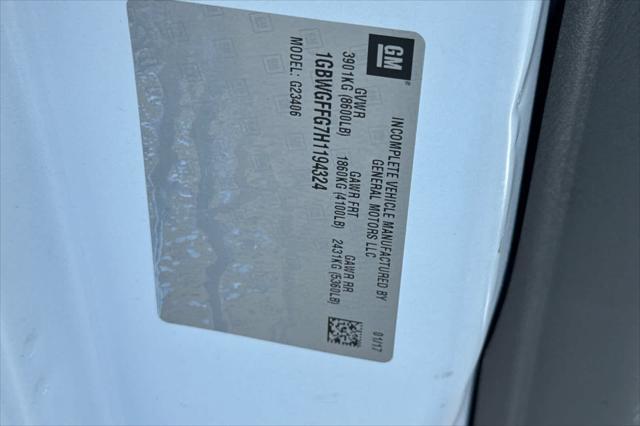 GM
INCOMPLETE VEHICLE MANUFACTURED BY
GENERAL MOTORS LLC
01/17
GVWR GAWR FRT GAWR RR
3901KG (8600LB) 1860KG (4100LB) 2431KG (5360LB)
1GBWGFFG7H1194324
MODEL: G23406